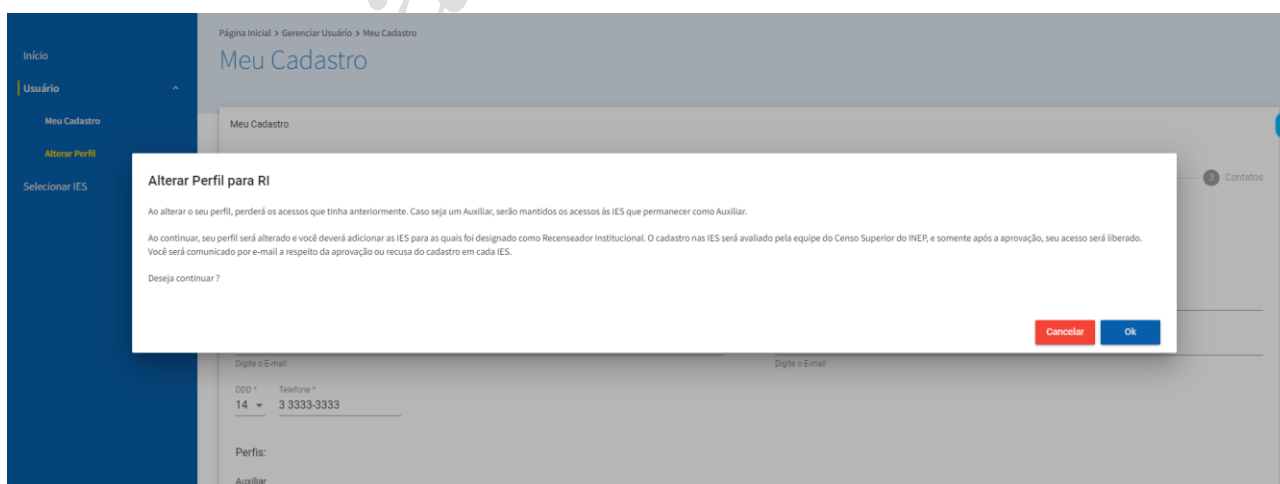 Página Inicial > Gerenciar Usuário > Meu Cadastro
Meu Cadastro
Início
Usuário
Meu Cadastro
Alterar Perfil
Selecionar IES
Meu Cadastro
3 Contatos
Alterar Perfil para RI
Ao alterar o seu perfil, perderá os acessos que tinha anteriormente. Caso seja um Auxiliar, serão mantidos os acessos às IES que permanecer como Auxiliar.
Ao continuar, seu perfil será alterado e você deverá adicionar as IES para as quais foi designado como Recenseador Institucional. O cadastro nas IES será avaliado pela equipe do Censo Superior do INEP, e somente após a aprovação, seu acesso será liberado.
Você será comunicado por e-mail a respeito da aprovação ou recusa do cadastro em cada IES.
Deseja continuar ?
Cancelar Ok
Digite o E-mail Digite o E-mail
DDD * Telefone *
14 3 3333-3333
Perfis:
Auxiliar